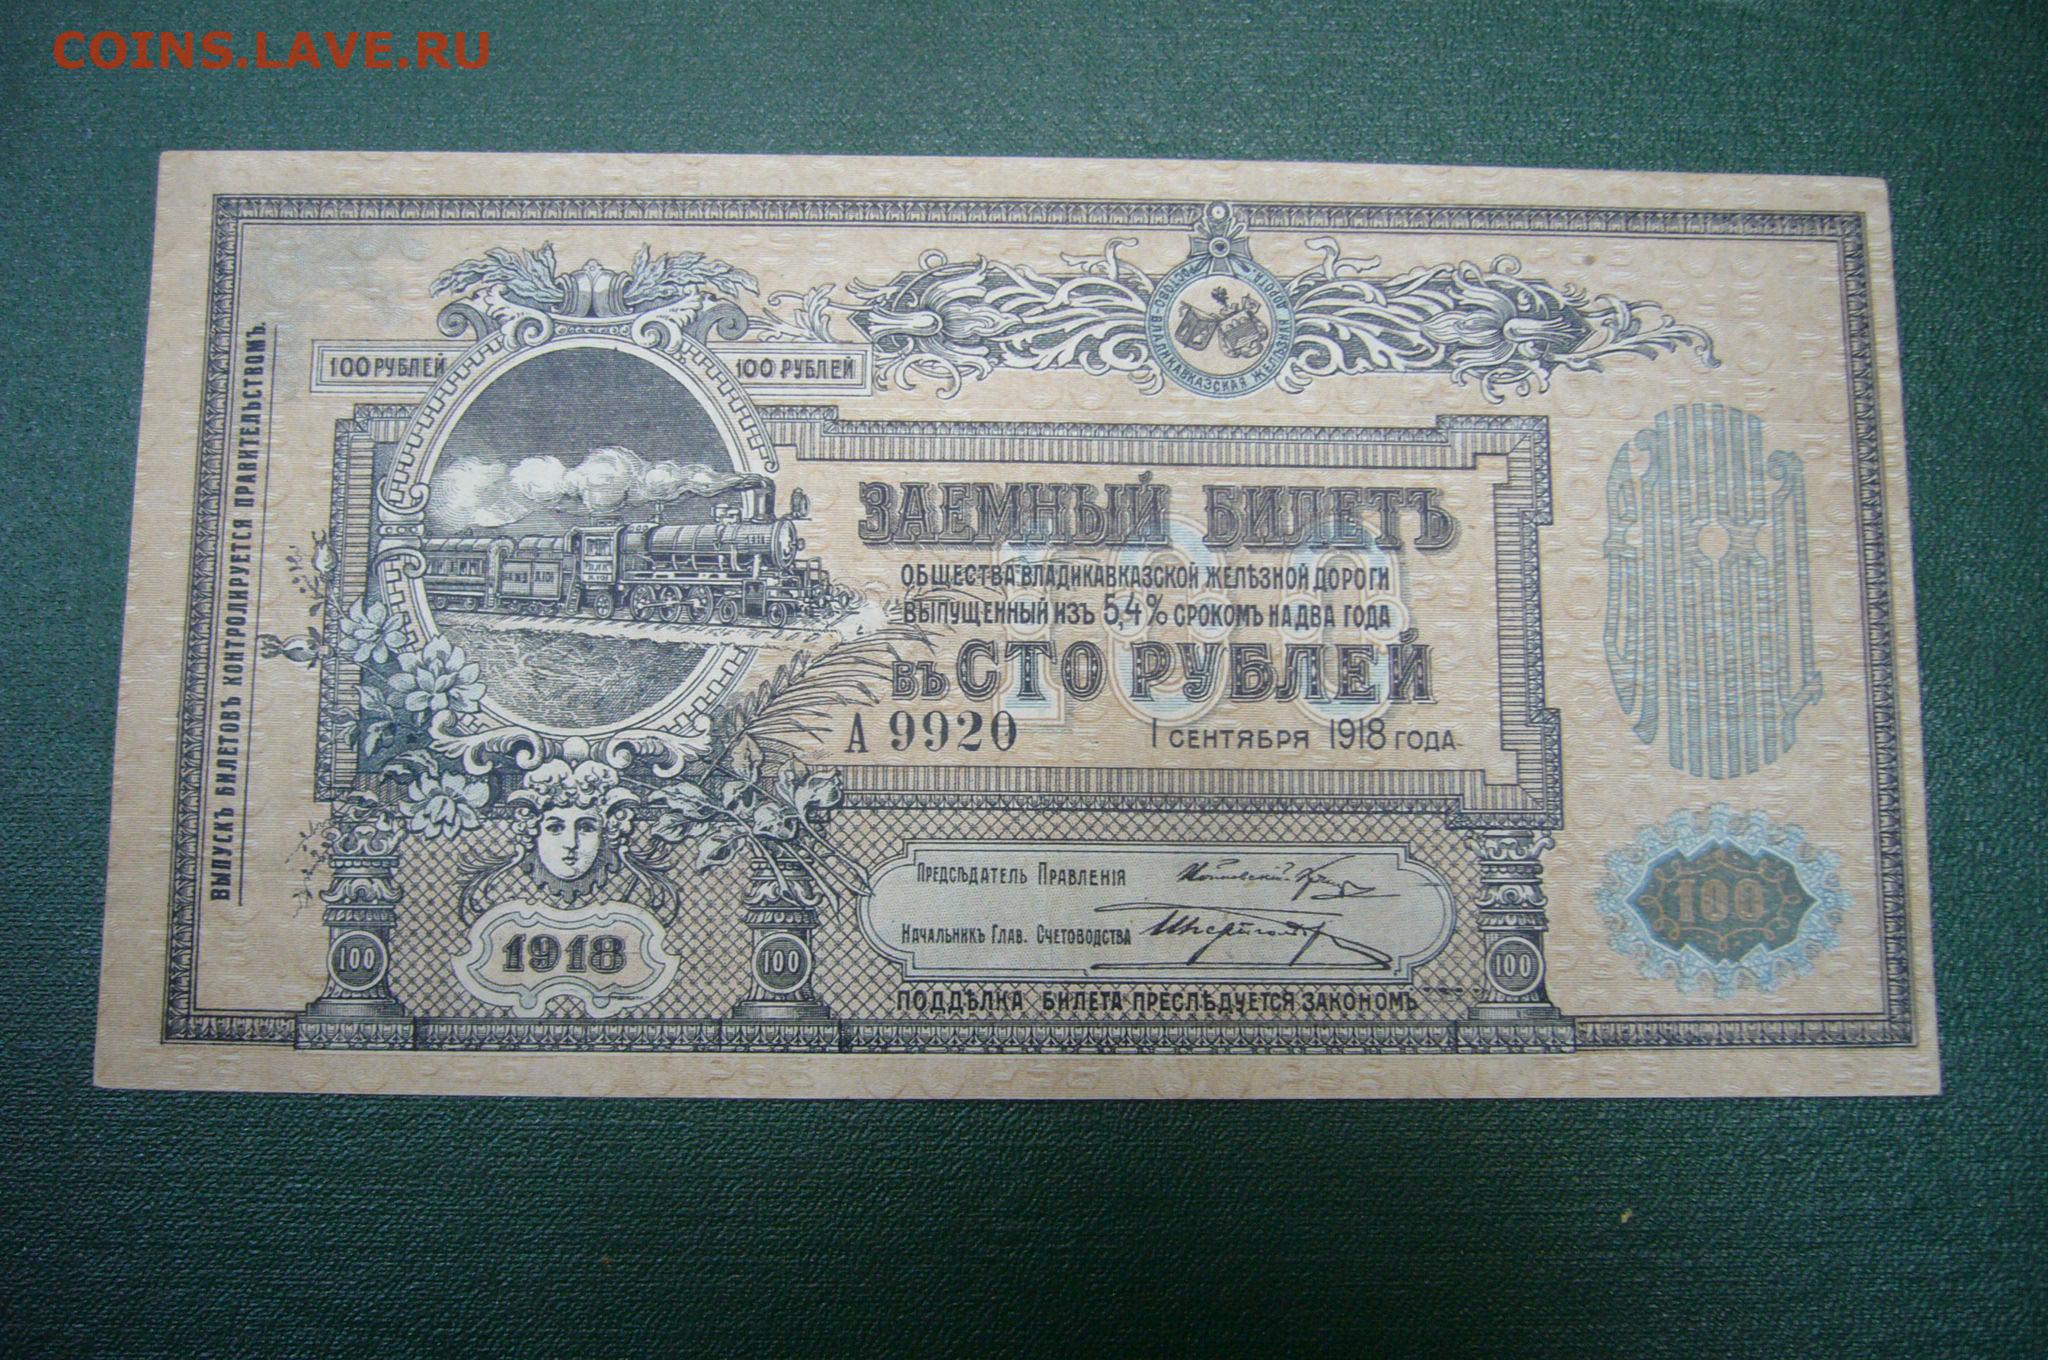 COINS.LAVE.RU
РОСТОВО-ВЛАДИКАВКАЗСКАЯ ЖЕЛѢЗНАЯ ДОРОГА
100 РУБЛЕЙ
100 РУБЛЕЙ
ВЫПУСКЪ БИЛЕТОВЪ КОНТРОЛИРУЕТСЯ ПРАВИТЕЛЬСТВОМЪ.
ЗАЕМНЫЙ БИЛЕТЪ
100
ОБЩЕСТВА ВЛАДИКАВКАЗСКОЙ ЖЕЛѢЗНОЙ ДОРОГИ
ВЫПУЩЕННЫЙ ИЗЪ 5,4% СРОКОМЪ НА ДВА ГОДА
ВЪ СТО РУБЛЕЙ
А 9920
1 СЕНТЯБРЯ 1918 ГОДА
ПРЕДСѢДАТЕЛЬ ПРАВЛЕНІЯ
НАЧАЛЬНИКЪ ГЛАВ. СЧЕТОВОДСТВА
1918
100
100
100
100
ПОДДѢЛКА БИЛЕТА ПРЕСЛѢДУЕТСЯ ЗАКОНОМЪ